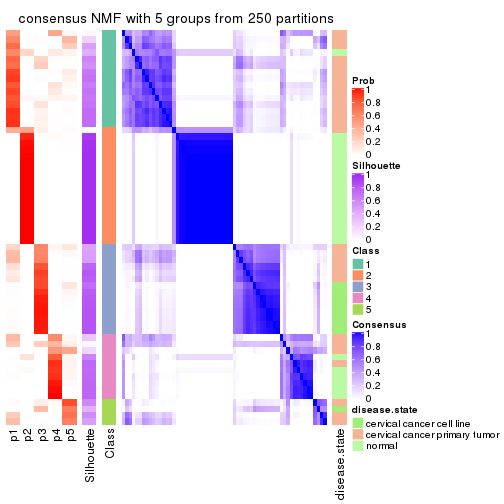 consensus NMF with 5 groups from 250 partitions
Prob
1
0.8
0.6
0.4
0.2
0
Silhouette
1
0.8
0.6
0.4
0.2
0
Class
1
2
3
4
5
Consensus
1
0.8
0.6
0.4
0.2
0
disease.state
cervical cancer cell line
cervical cancer primary tumor
normal
p1
p2
p3
p4
p5
Silhouette
Class
disease.state